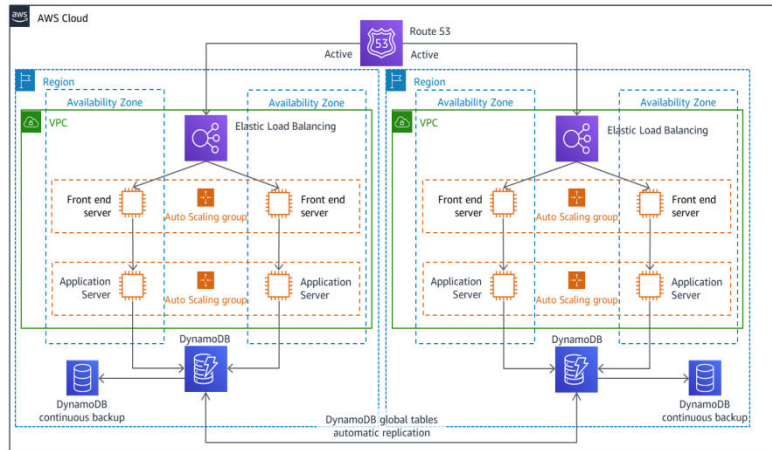 aws
AWS Cloud
53
Route 53
Active
Active
Region
Availability Zone
Availability Zone
VPC
Elastic Load Balancing
Front end
server
Auto Scaling group
Front end
server
Application
Server
Auto Scaling group
Application
Server
DynamoDB
DynamoDB
continuous backup
Region
Availability Zone
Availability Zone
VPC
Elastic Load Balancing
Front end
server
Auto Scaling group
Front end
server
Application
Server
Auto Scaling group
Application
Server
DynamoDB
DynamoDB
continuous backup
DynamoDB global tables
automatic replication